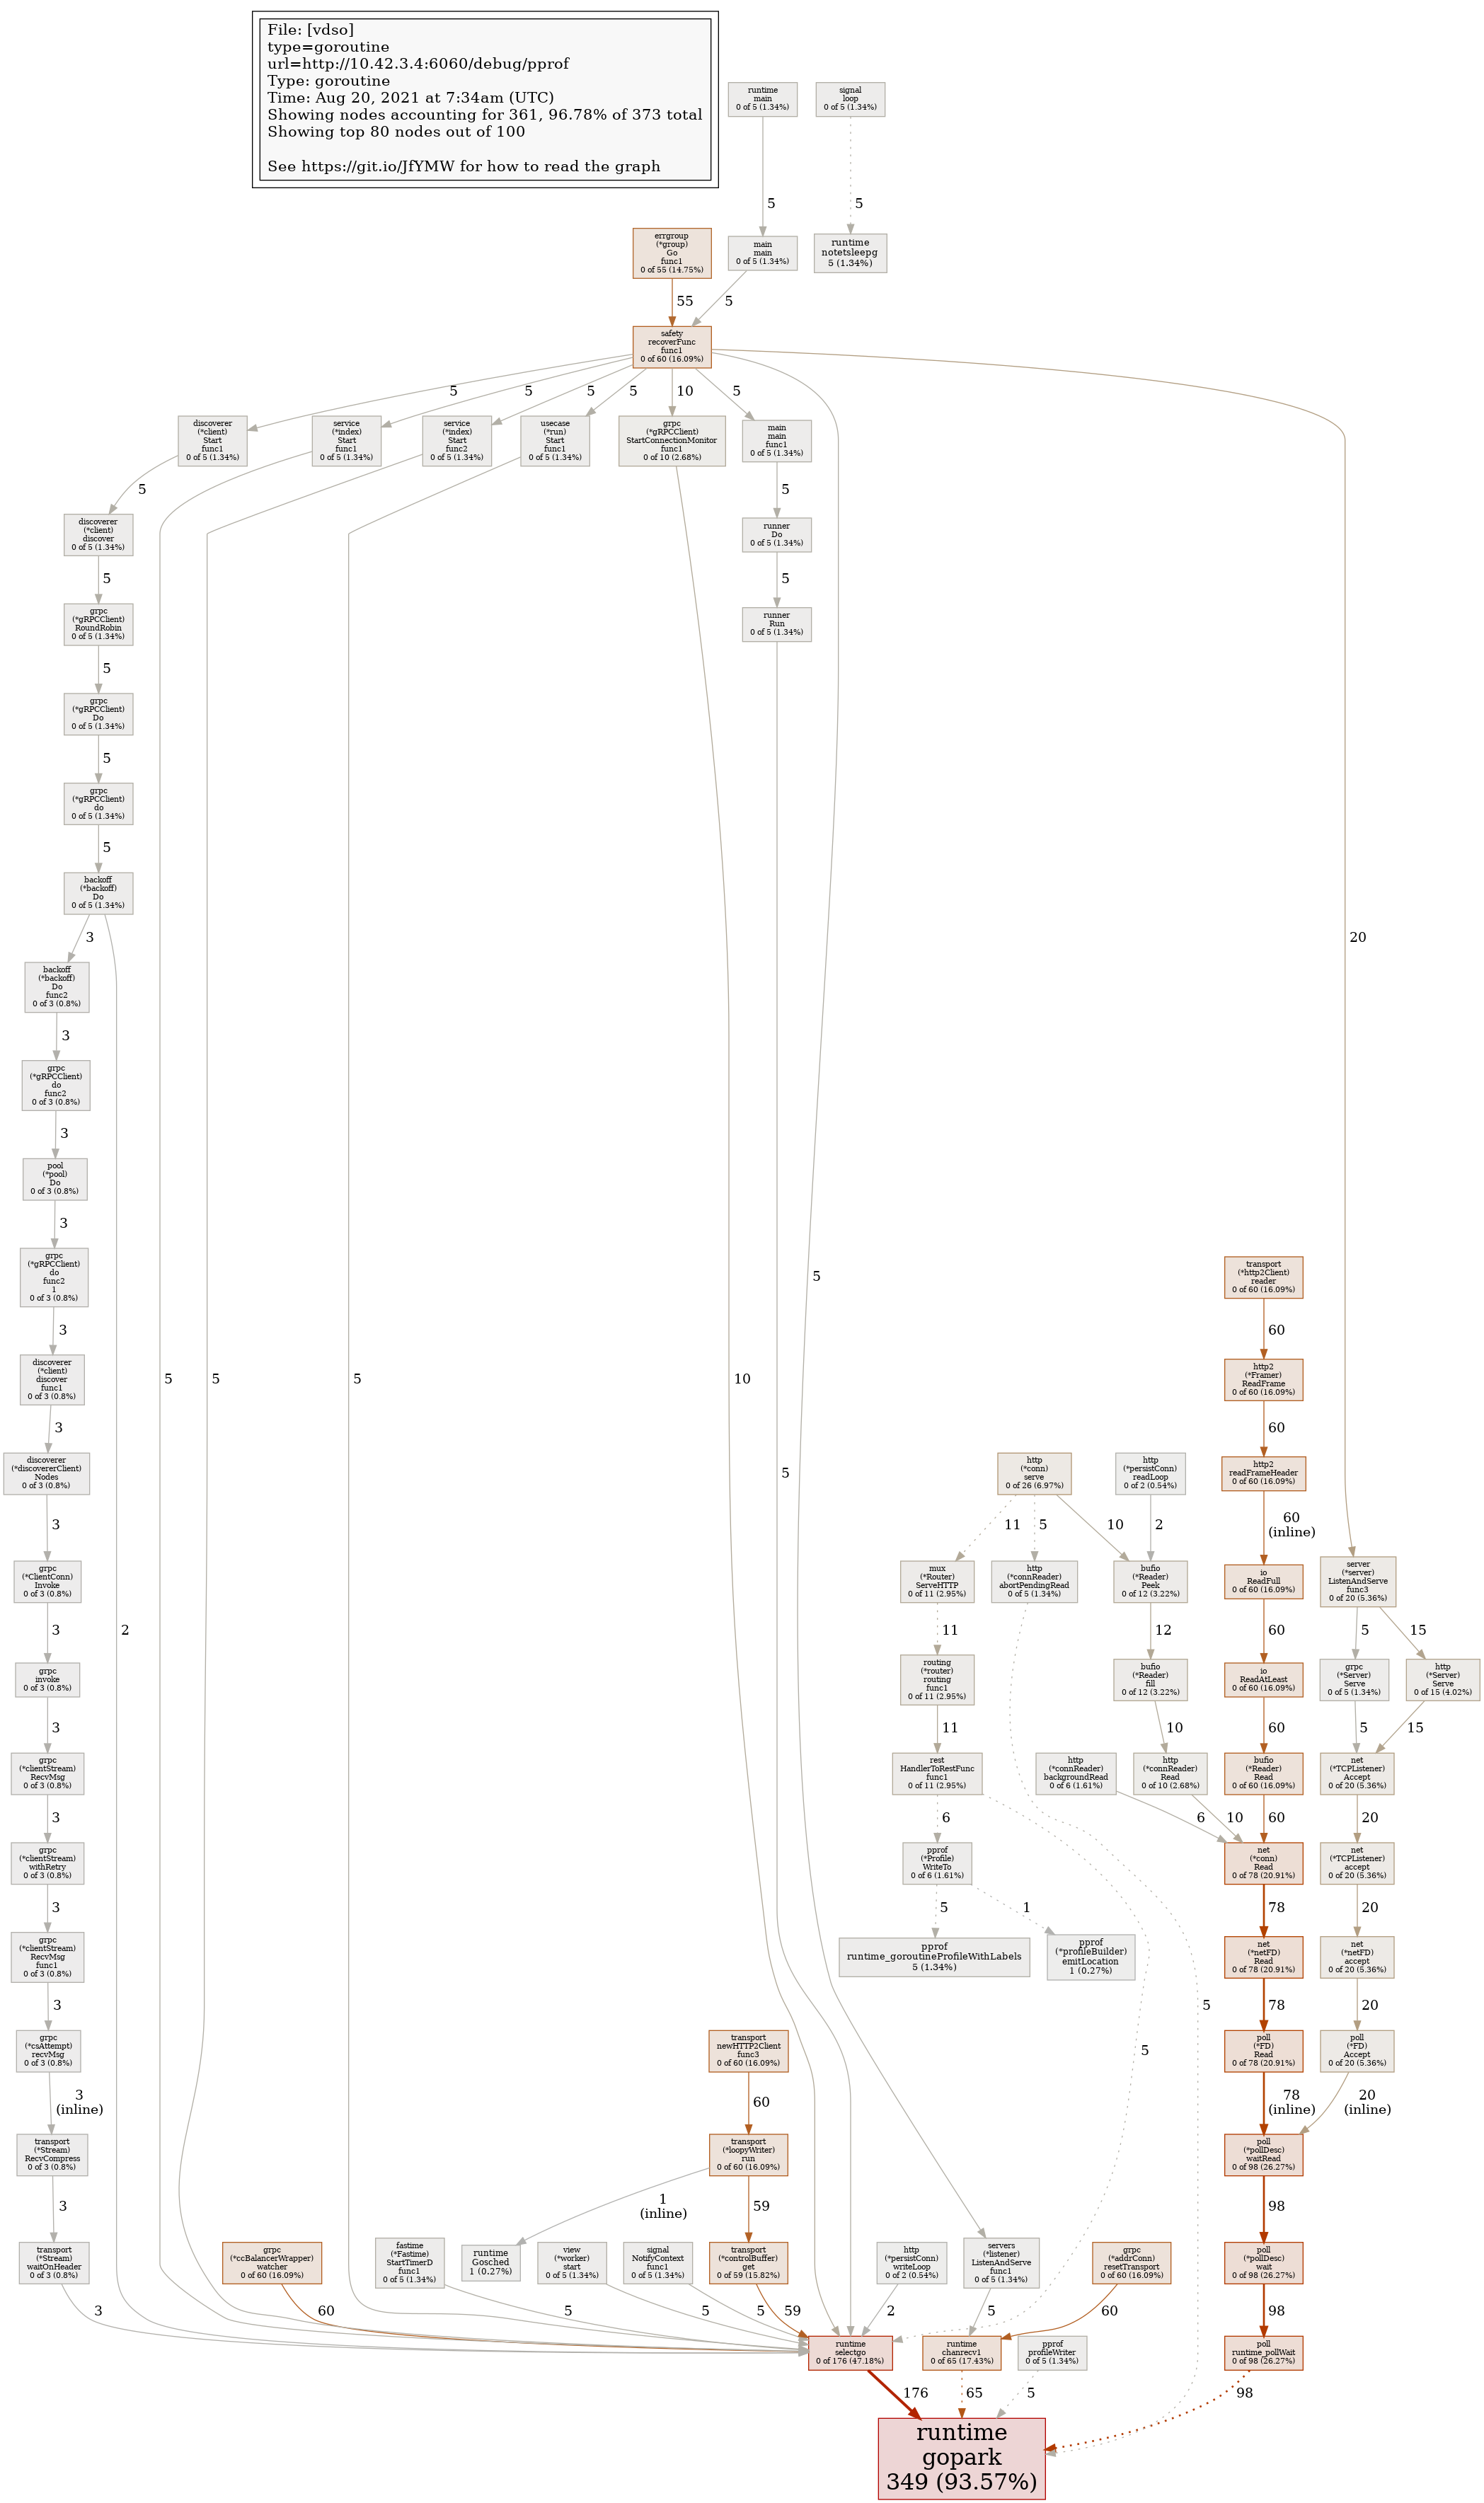 File: [vdso]
type=goroutine
url=http://10.42.3.4:6060/debug/pprof
Type: goroutine
Time: Aug 20, 2021 at 7:34am (UTC)
Showing nodes accounting for 361, 96.78% of 373 total
Showing top 80 nodes out of 100
See https://git.io/JfYMW for how to read the graph
runtime
main
0 of 5 (1.34%)
signal
loop
0 of 5 (1.34%)
5
5
errgroup
(*group)
Go
func1
0 of 55 (14.75%)
main
main
0 of 5 (1.34%)
runtime
notetsleepg
5 (1.34%)
55
5
safety
recoverFunc
func1
0 of 60 (16.09%)
5
5
5
5
10
5
discoverer
(*client)
Start
func1
0 of 5 (1.34%)
service
(*index)
Start
func1
0 of 5 (1.34%)
service
(*index)
Start
func2
0 of 5 (1.34%)
usecase
(*run)
Start
func1
0 of 5 (1.34%)
grpc
(*gRPCClient)
StartConnectionMonitor
func1
0 of 10 (2.68%)
main
main
func1
0 of 5 (1.34%)
5
5
discoverer
(*client)
discover
0 of 5 (1.34%)
runner
Do
0 of 5 (1.34%)
5
5
grpc
(*gRPCClient)
RoundRobin
0 of 5 (1.34%)
runner
Run
0 of 5 (1.34%)
5
grpc
(*gRPCClient)
Do
0 of 5 (1.34%)
5
grpc
(*gRPCClient)
do
0 of 5 (1.34%)
5
backoff
(*backoff)
Do
0 of 5 (1.34%)
3
20
backoff
(*backoff)
Do
func2
0 of 3 (0.8%)
3
grpc
(*gRPCClient)
do
func2
0 of 3 (0.8%)
3
pool
(*pool)
Do
0 of 3 (0.8%)
3
grpc
(*gRPCClient)
do
func2
1
0 of 3 (0.8%)
5
transport
(*http2Client)
reader
0 of 60 (16.09%)
3
60
discoverer
(*client)
discover
func1
0 of 3 (0.8%)
5
5
5
10
http2
(*Framer)
ReadFrame
0 of 60 (16.09%)
3
60
discoverer
(*discovererClient)
Nodes
0 of 3 (0.8%)
5
http
(*conn)
serve
0 of 26 (6.97%)
http
(*persistConn)
readLoop
0 of 2 (0.54%)
http2
readFrameHeader
0 of 60 (16.09%)
3
11
5
10
2
60
(inline)
grpc
(*ClientConn)
Invoke
0 of 3 (0.8%)
mux
(*Router)
ServeHTTP
0 of 11 (2.95%)
http
(*connReader)
abortPendingRead
0 of 5 (1.34%)
bufio
(*Reader)
Peek
0 of 12 (3.22%)
io
ReadFull
0 of 60 (16.09%)
server
(*server)
ListenAndServe
func3
0 of 20 (5.36%)
3
2
11
12
60
5
15
grpc
invoke
0 of 3 (0.8%)
routing
(*router)
routing
func1
0 of 11 (2.95%)
bufio
(*Reader)
fill
0 of 12 (3.22%)
io
ReadAtLeast
0 of 60 (16.09%)
grpc
(*Server)
Serve
0 of 5 (1.34%)
http
(*Server)
Serve
0 of 15 (4.02%)
3
11
10
60
5
15
grpc
(*clientStream)
RecvMsg
0 of 3 (0.8%)
rest
HandlerToRestFunc
func1
0 of 11 (2.95%)
http
(*connReader)
backgroundRead
0 of 6 (1.61%)
http
(*connReader)
Read
0 of 10 (2.68%)
bufio
(*Reader)
Read
0 of 60 (16.09%)
net
(*TCPListener)
Accept
0 of 20 (5.36%)
3
6
6
10
60
20
grpc
(*clientStream)
withRetry
0 of 3 (0.8%)
pprof
(*Profile)
WriteTo
0 of 6 (1.61%)
net
(*conn)
Read
0 of 78 (20.91%)
net
(*TCPListener)
accept
0 of 20 (5.36%)
3
5
1
78
20
grpc
(*clientStream)
RecvMsg
func1
0 of 3 (0.8%)
pprof
runtime_goroutineProfileWithLabels
5 (1.34%)
pprof
(*profileBuilder)
emitLocation
1 (0.27%)
net
(*netFD)
Read
0 of 78 (20.91%)
net
(*netFD)
accept
0 of 20 (5.36%)
3
5
78
20
grpc
(*csAttempt)
recvMsg
0 of 3 (0.8%)
transport
newHTTP2Client
func3
0 of 60 (16.09%)
5
poll
(*FD)
Read
0 of 78 (20.91%)
poll
(*FD)
Accept
0 of 20 (5.36%)
3
(inline)
60
78
(inline)
20
(inline)
transport
(*Stream)
RecvCompress
0 of 3 (0.8%)
transport
(*loopyWriter)
run
0 of 60 (16.09%)
poll
(*pollDesc)
waitRead
0 of 98 (26.27%)
3
1
(inline)
59
98
transport
(*Stream)
waitOnHeader
0 of 3 (0.8%)
grpc
(*ccBalancerWrapper)
watcher
0 of 60 (16.09%)
fastime
(*Fastime)
StartTimerD
func1
0 of 5 (1.34%)
runtime
Gosched
1 (0.27%)
view
(*worker)
start
0 of 5 (1.34%)
signal
NotifyContext
func1
0 of 5 (1.34%)
transport
(*controlBuffer)
get
0 of 59 (15.82%)
http
(*persistConn)
writeLoop
0 of 2 (0.54%)
servers
(*listener)
ListenAndServe
func1
0 of 5 (1.34%)
grpc
(*addrConn)
resetTransport
0 of 60 (16.09%)
poll
(*pollDesc)
wait
0 of 98 (26.27%)
3
60
5
5
5
59
2
5
60
98
runtime
selectgo
0 of 176 (47.18%)
runtime
chanrecv1
0 of 65 (17.43%)
pprof
profileWriter
0 of 5 (1.34%)
poll
runtime_pollWait
0 of 98 (26.27%)
176
65
5
98
runtime
gopark
349 (93.57%)